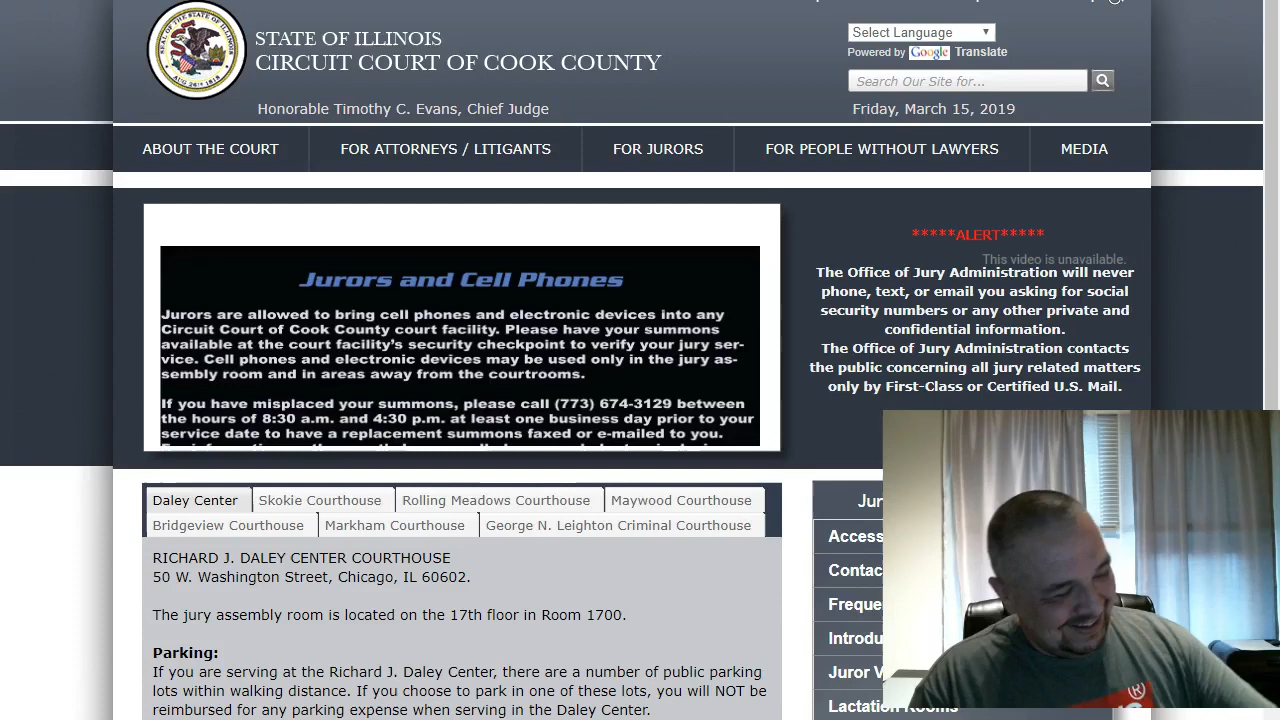 STATE OF ILLINOIS
CIRCUIT COURT OF COOK COUNTY
Honorable Timothy C. Evans, Chief Judge
Select Language
Powered by Google Translate
Search Our Site for...
Friday, March 15, 2019
ABOUT THE COURT
FOR ATTORNEYS / LITIGANTS
FOR JURORS
FOR PEOPLE WITHOUT LAWYERS
MEDIA
Jurors and Cell Phones
Jurors are allowed to bring cell phones and electronic devices into any
Circuit Court of Cook County court facility. Please have your summons
available at the court facility's security checkpoint to verify your jury ser-
vice. Cell phones and electronic devices may be used only in the jury as-
sembly room and in areas away from the courtrooms.
If you have misplaced your summons, please call (773) 674-3129 between
the hours of 8:30 a.m. and 4:30 p.m. at least one business day prior to your
service date to have a replacement summons faxed or e-mailed to you.
*****ALERT*****
This video is unavailable.
The Office of Jury Administration will never
phone, text, or email you asking for social
security numbers or any other private and
confidential information.
The Office of Jury Administration contacts
the public concerning all jury related matters
only by First-Class or Certified U.S. Mail.
Daley Center
Skokie Courthouse
Rolling Meadows Courthouse
Maywood Courthouse
Bridgeview Courthouse
Markham Courthouse
George N. Leighton Criminal Courthouse
RICHARD J. DALEY CENTER COURTHOUSE
50 W. Washington Street, Chicago, IL 60602.
The jury assembly room is located on the 17th floor in Room 1700.
Parking:
If you are serving at the Richard J. Daley Center, there are a number of public parking
lots within walking distance. If you choose to park in one of these lots, you will NOT be
reimbursed for any parking expense when serving in the Daley Center.
Jur
Access
Contac
Freque
Introdu
Juror V
Lactation Rooms